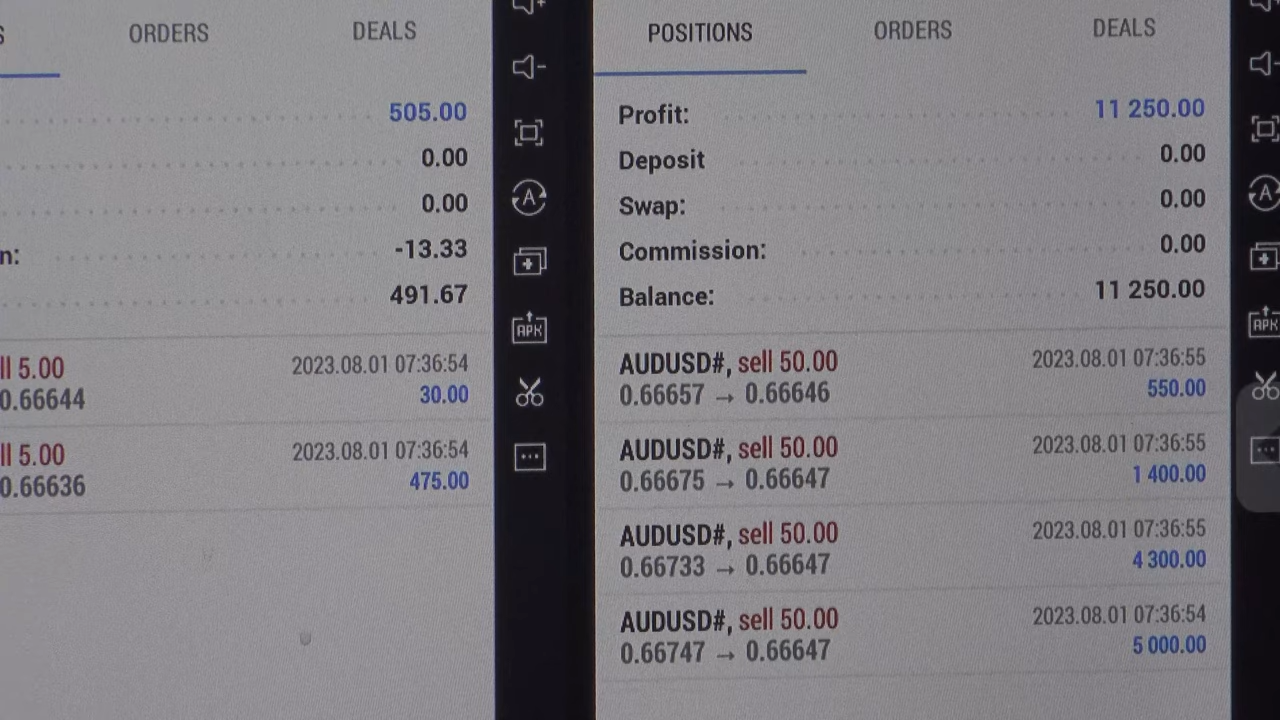 S
ORDERS
DEALS
505.00
0.00
0.00
n:
-13.33
491.67
ll 5.00
2023.08.01 07:36:54
0.66644
30.00
ll 5.00
2023.08.01 07:36:54
0.66636
475.00
A
APK
POSITIONS
ORDERS
DEALS
Profit:
11 250.00
Deposit
0.00
Swap:
0.00
Commission:
0.00
Balance:
11 250.00
AUDUSD#, sell 50.00
2023.08.01 07:36:55
0.66657 → 0.66646
550.00
AUDUSD#, sell 50.00
2023.08.01 07:36:55
0.66675 → 0.66647
1 400.00
AUDUSD#, sell 50.00
2023.08.01 07:36:55
0.66733 → 0.66647
4 300.00
AUDUSD#, sell 50.00
2023.08.01 07:36:54
0.66747 → 0.66647
5 000.00
A
APK